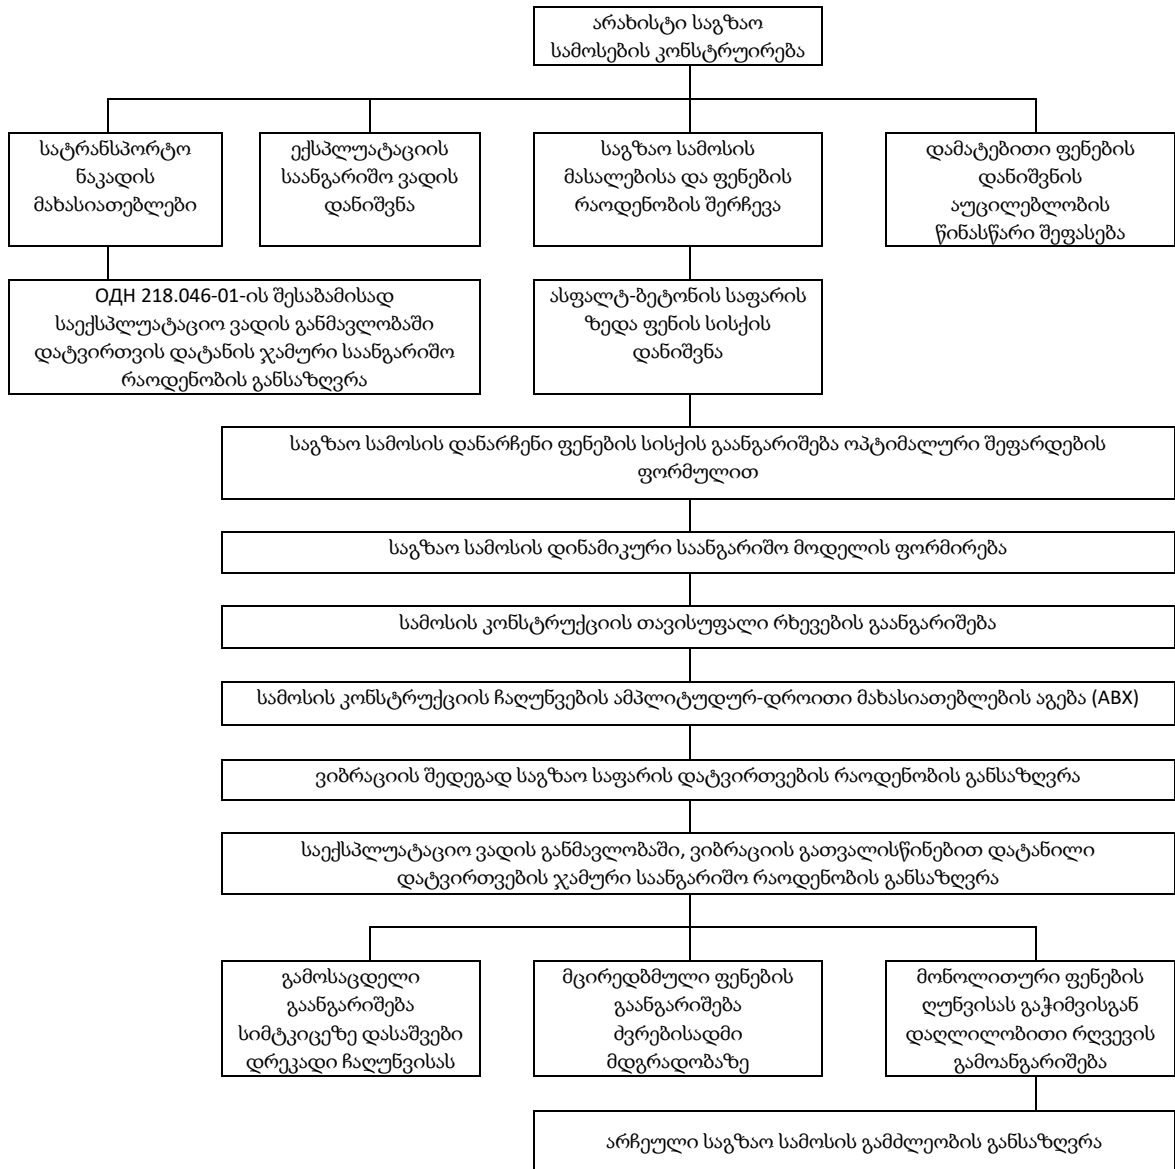 არახისტი საგზაო
სამოსების კონსტრუირება
სატრანსპორტო
ნაკადის
მახასიათებლები
ექსპლუატაციის
საანგარიშო ვადის
დანიშვნა
საგზაო სამოსის
მასალებისა და ფენების
რაოდენობის შერჩევა
დამატებითი ფენების
დანიშვნის
აუცილებლობის
წინასწარი შეფასება
ОДН 218.046-01-ის შესაბამისად
საექსპლუატაციო ვადის განმავლობაში
დატვირთვის დატანის ჯამური საანგარიშო
რაოდენობის განსაზღვრა
ასფალტ-ბეტონის საფარის
ზედა ფენის სისქის
დანიშვნა
საგზაო სამოსის დანარჩენი ფენების სისქის გაანგარიშება ოპტიმალური შეფარდების
ფორმულით
საგზაო სამოსის დინამიკური საანგარიშო მოდელის ფორმირება
სამოსის კონსტრუქციის თავისუფალი რხევების გაანგარიშება
სამოსის კონსტრუქციის ჩაღუნვების ამპლიტუდურ-დროითი მახასიათებლების აგება (АВХ)
ვიბრაციის შედეგად საგზაო საფარის დატვირთვების რაოდენობის განსაზღვრა
საექსპლუატაციო ვადის განმავლობაში, ვიბრაციის გათვალისწინებით დატანილი
დატვირთვების ჯამური საანგარიშო რაოდენობის განსაზღვრა
გამოსაცდელი
გაანგარიშება
სიმტკიცეზე დასაშვები
დრეკადი ჩაღუნვისას
მცირედბმული ფენების
გაანგარიშება
ძვრებისადმი
მდგრადობაზე
მონოლითური ფენების
ღუნვისას გაჭიმვისგან
დაღლილობითი რღვევის
გამოანგარიშება
არჩეული საგზაო სამოსის გამძლეობის განსაზღვრა